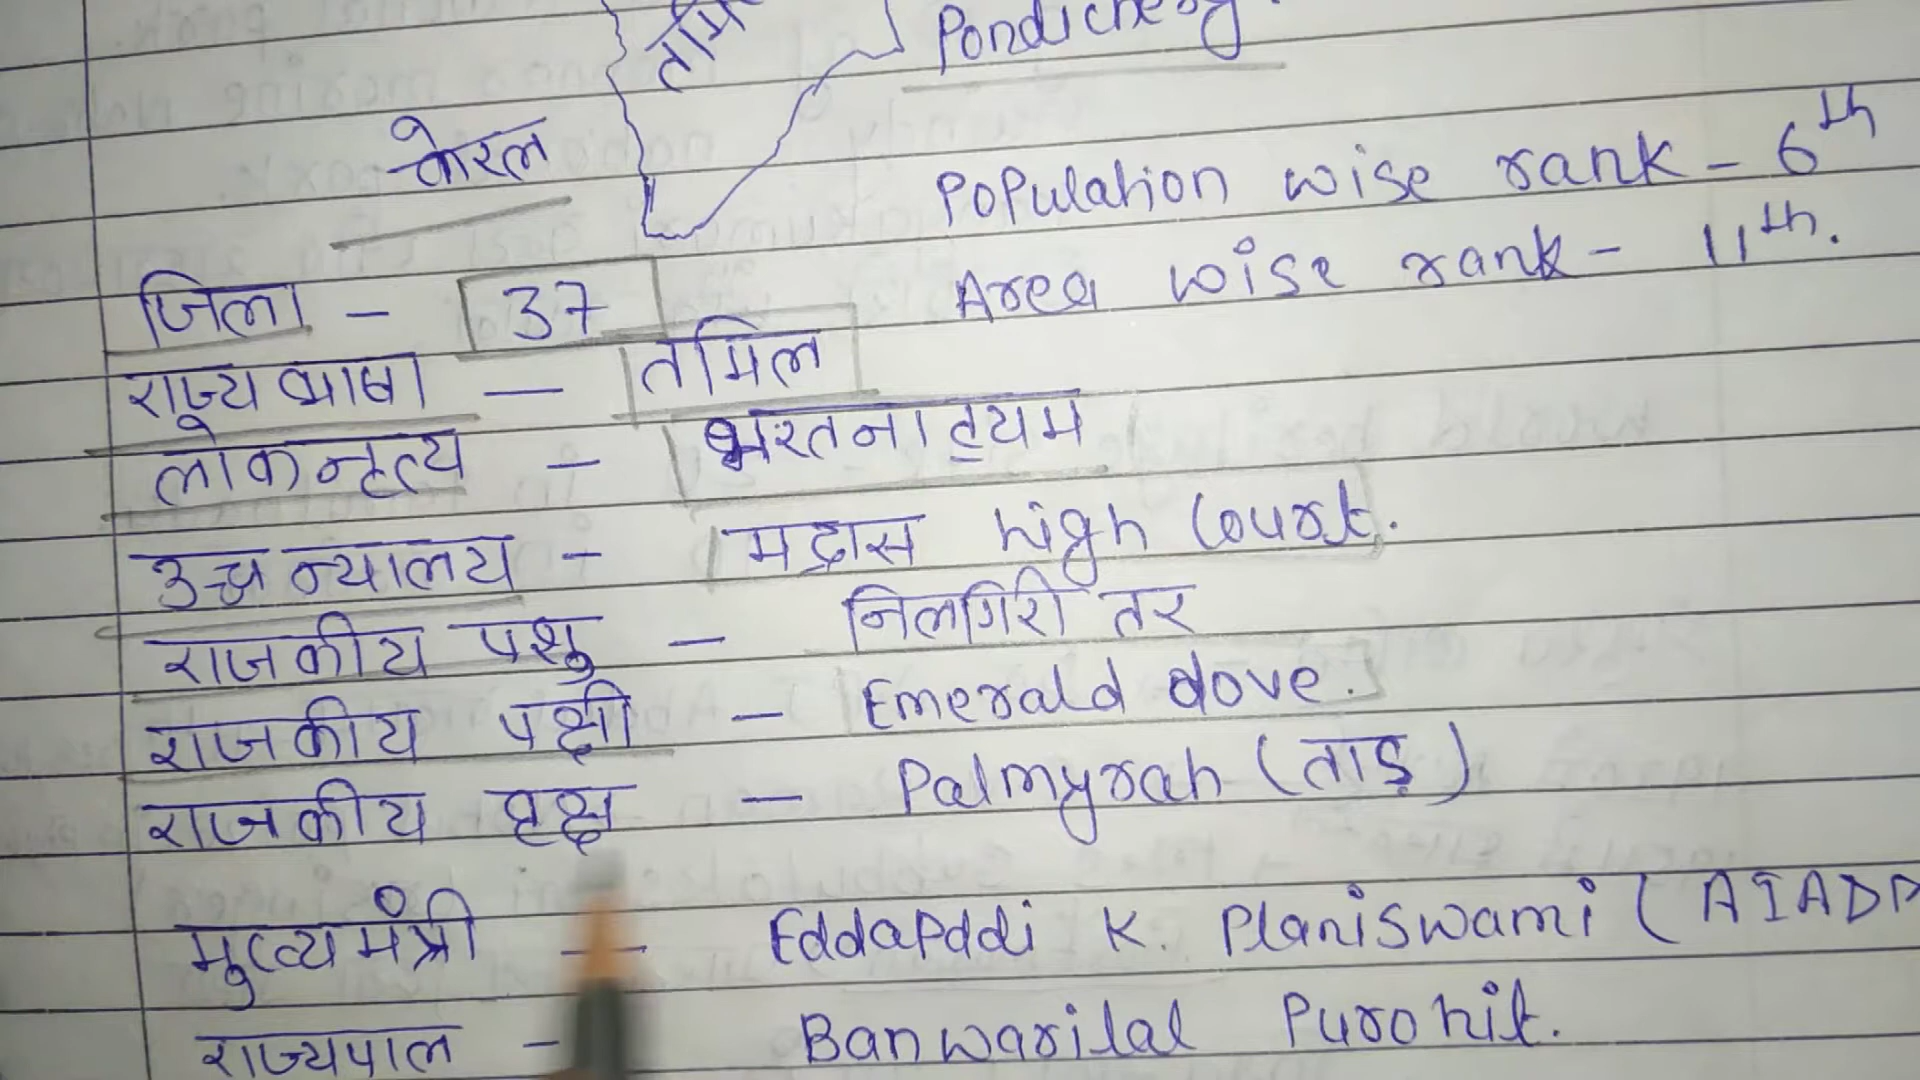 Pondicherry.
केरल
Population wise rank - 6th
Area wise rank - 11th.
जिला - 37
राज्य भाषा - तमिल
लोकनृत्य - भरतनाट्यम
उच्च न्यालय - मद्रास high Court.
राजकीय पशु - निलगिरी तर
राजकीय पक्षी - Emerald dove.
राजकीय वृक्ष - Palmyrah (ताड़)
मुख्यमंत्री - Eddapddi K. Planiswami (AIADM
राज्यपाल - Banwarilal Purohit.